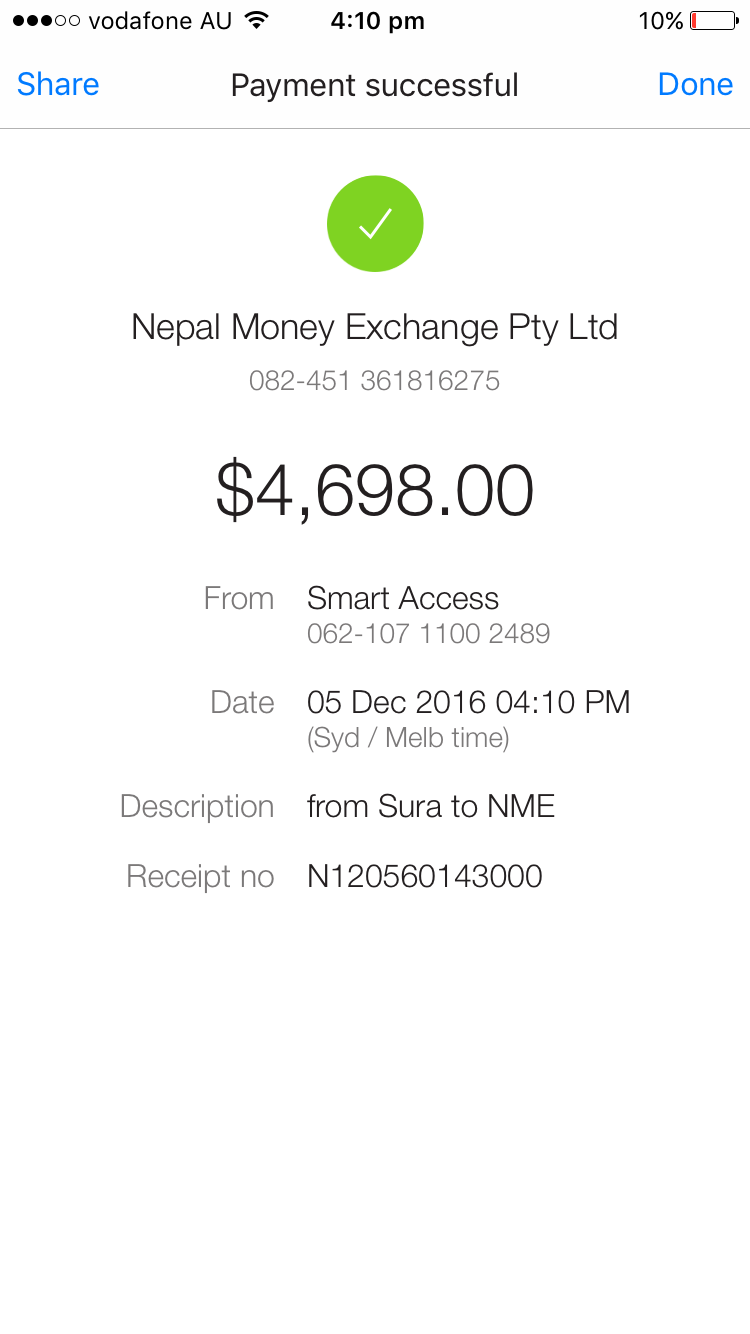 vodafone AU 4:10 pm 10%
Share Payment successful Done
Nepal Money Exchange Pty Ltd
082-451 361816275
$4,698.00
From Smart Access
062-107 1100 2489
Date 05 Dec 2016 04:10 PM
(Syd / Melb time)
Description from Sura to NME
Receipt no N120560143000